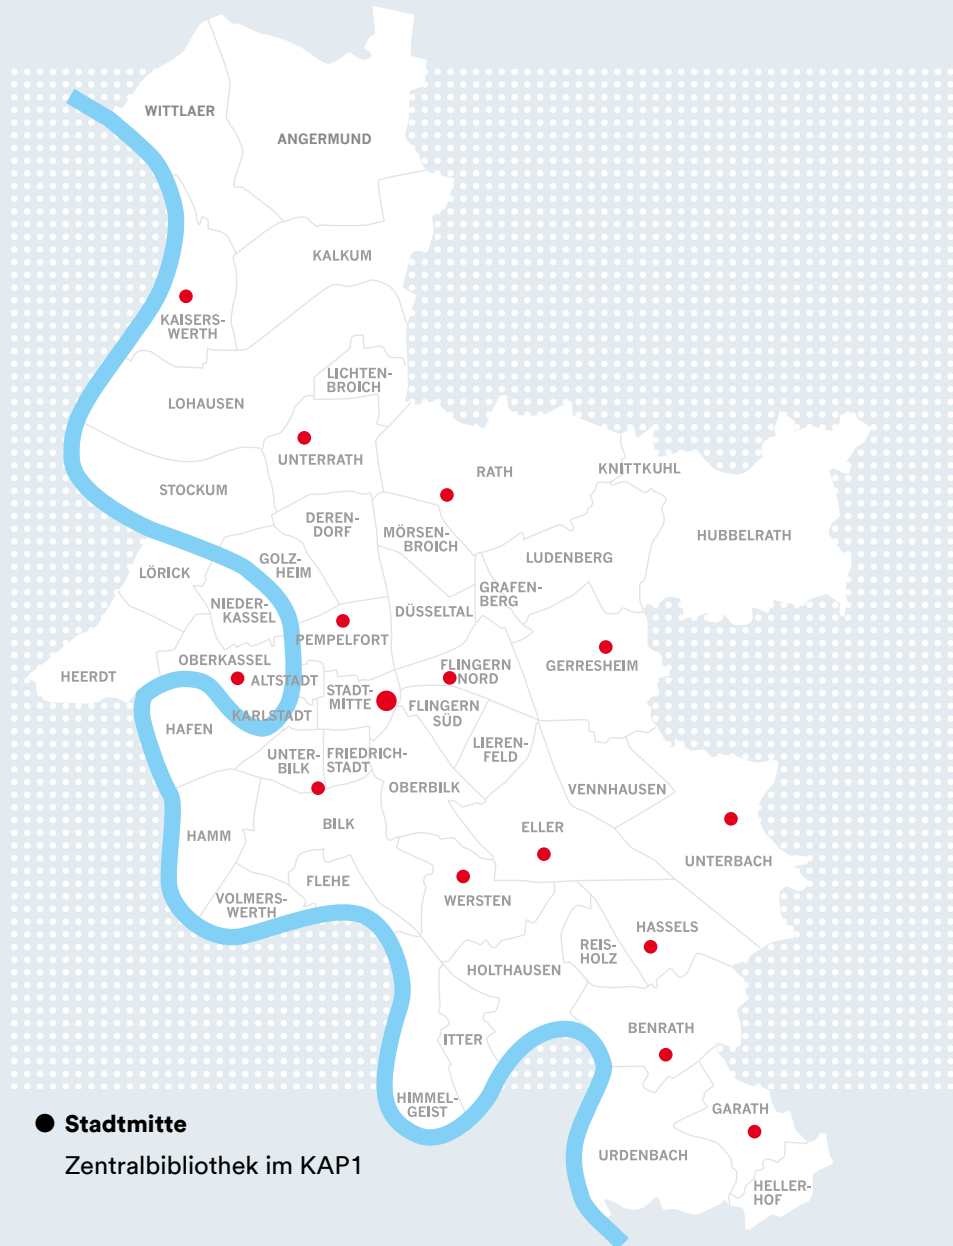 WITTLAER
ANGERMUND
KALKUM
KAISERS-
WERTH
LICHTEN-
BROICH
LOHAUSEN
UNTERRATH
RATH
KNITTKUHL
STOCKUM
DEREN-
DORF
MÖRSEN-
BROICH
HUBBELRATH
LUDENBERG
GOLZ-
HEIM
LÖRICK
GRAFEN-
BERG
NIEDER-
KASSEL
DÜSSELTAL
PEMPELFORT
OBERKASSEL
FLINGERN
NORD
GERRESHEIM
HEERDT
ALTSTADT
STADT-
MITTE
FLINGERN
SÜD
KARLSTADT
HAFEN
LIEREN-
FELD
UNTER-
BILK
FRIEDRICH-
STADT
OBERBILK
VENNHAUSEN
BILK
ELLER
HAMM
UNTERBACH
FLEHE
VOLMERS-
WERTH
WERSTEN
HASSELS
REIS-
HOLZ
HOLTHAUSEN
BENRATH
ITTER
HIMMEL-
GEIST
GARATH
URDENBACH
HELLER-
HOF
Stadtmitte
Zentralbibliothek im KAP1